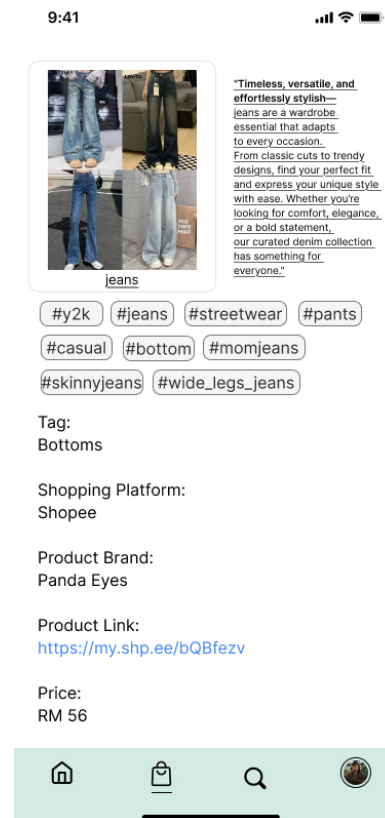 9:41
"Timeless, versatile, and
effortlessly stylish—
jeans are a wardrobe
essential that adapts
to every occasion.
From classic cuts to trendy
designs, find your perfect fit
and express your unique style
with ease. Whether you're
looking for comfort, elegance,
or a bold statement,
our curated denim collection
has something for
everyone."
jeans
#y2k #jeans #streetwear #pants
#casual #bottom #momjeans
#skinnyjeans #wide_legs_jeans
Tag:
Bottoms
Shopping Platform:
Shopee
Product Brand:
Panda Eyes
Product Link:
https://my.shp.ee/bQBfezv
Price:
RM 56